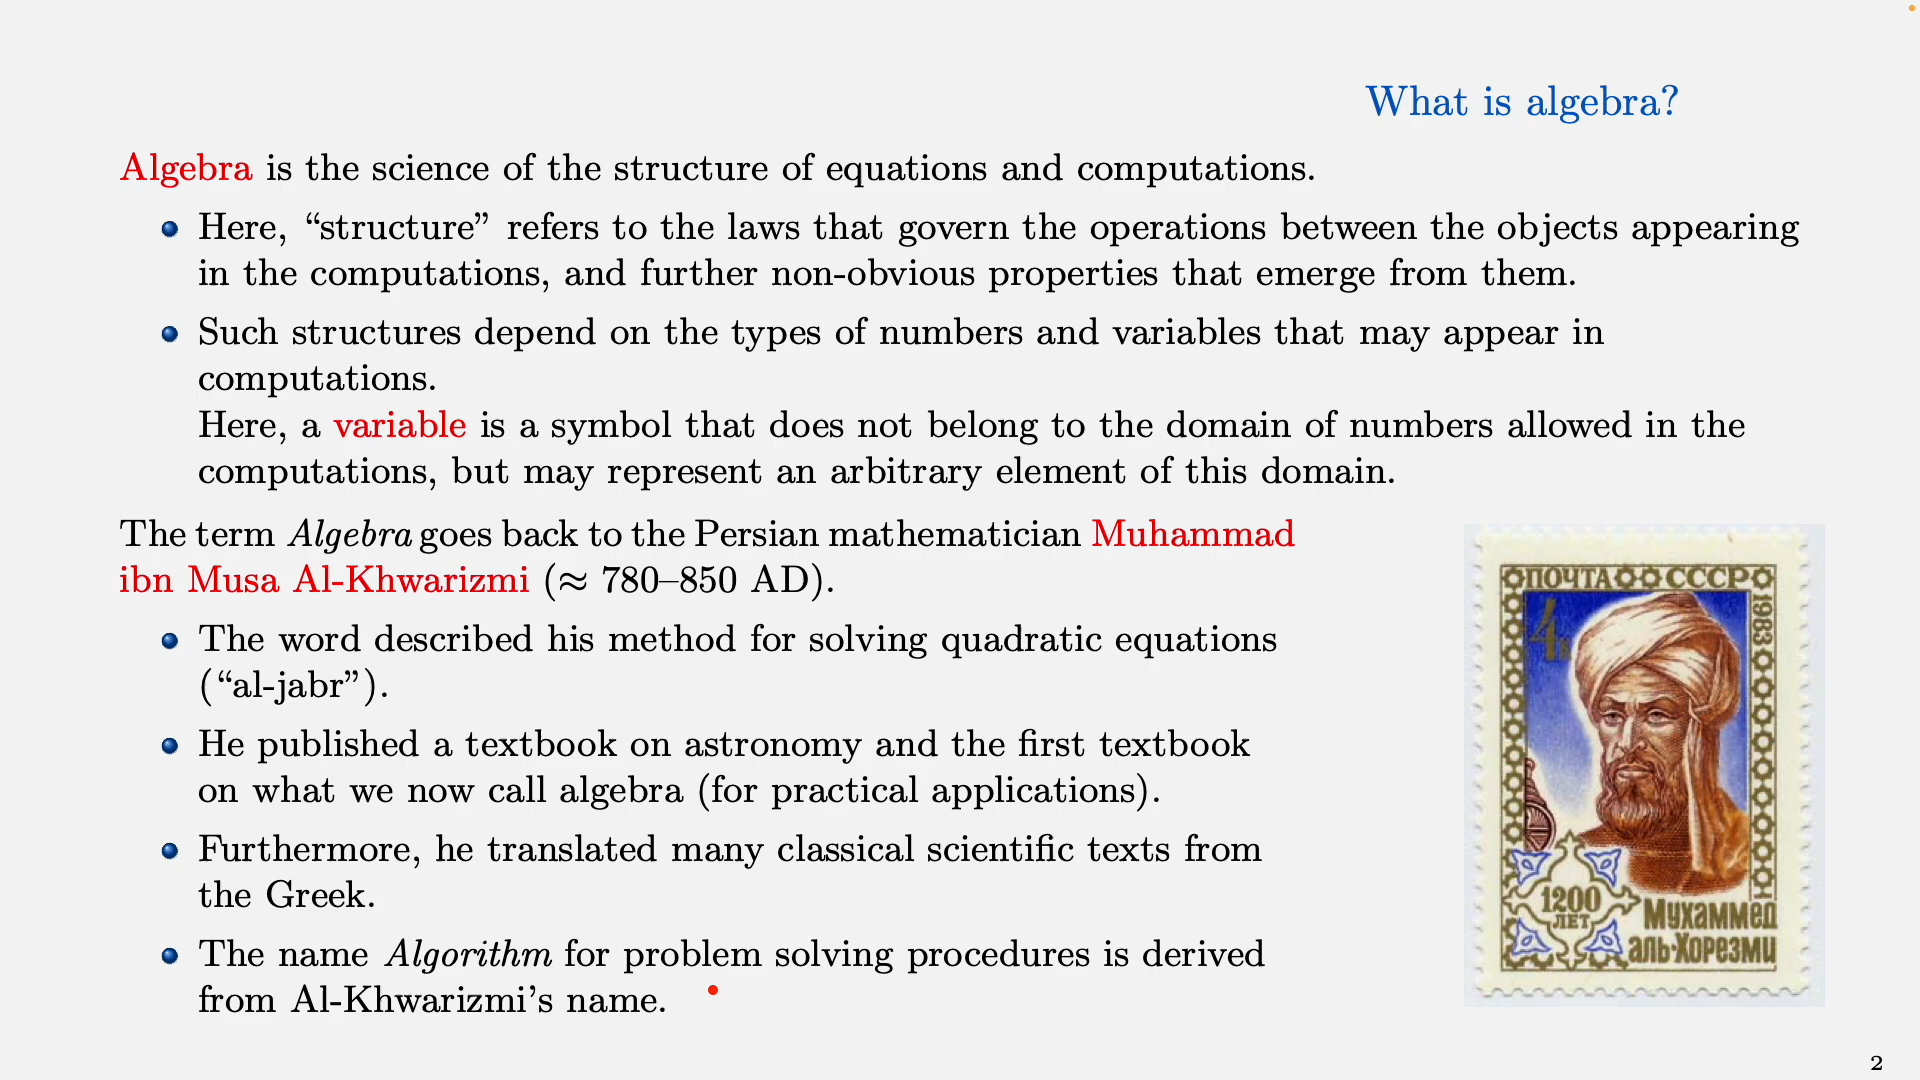 What is algebra?
Algebra is the science of the structure of equations and computations.
Here, “structure” refers to the laws that govern the operations between the objects appearing
in the computations, and further non-obvious properties that emerge from them.
Such structures depend on the types of numbers and variables that may appear in
computations.
Here, a variable is a symbol that does not belong to the domain of numbers allowed in the
computations, but may represent an arbitrary element of this domain.
The term Algebra goes back to the Persian mathematician Muhammad
ibn Musa Al-Khwarizmi (≈ 780–850 AD).
The word described his method for solving quadratic equations
(“al-jabr”).
He published a textbook on astronomy and the first textbook
on what we now call algebra (for practical applications).
Furthermore, he translated many classical scientific texts from
the Greek.
The name Algorithm for problem solving procedures is derived
from Al-Khwarizmi’s name.
ПОЧТА СССР
1983
4к
1200
ЛЕТ
Мухаммед
аль-Хорезми
2